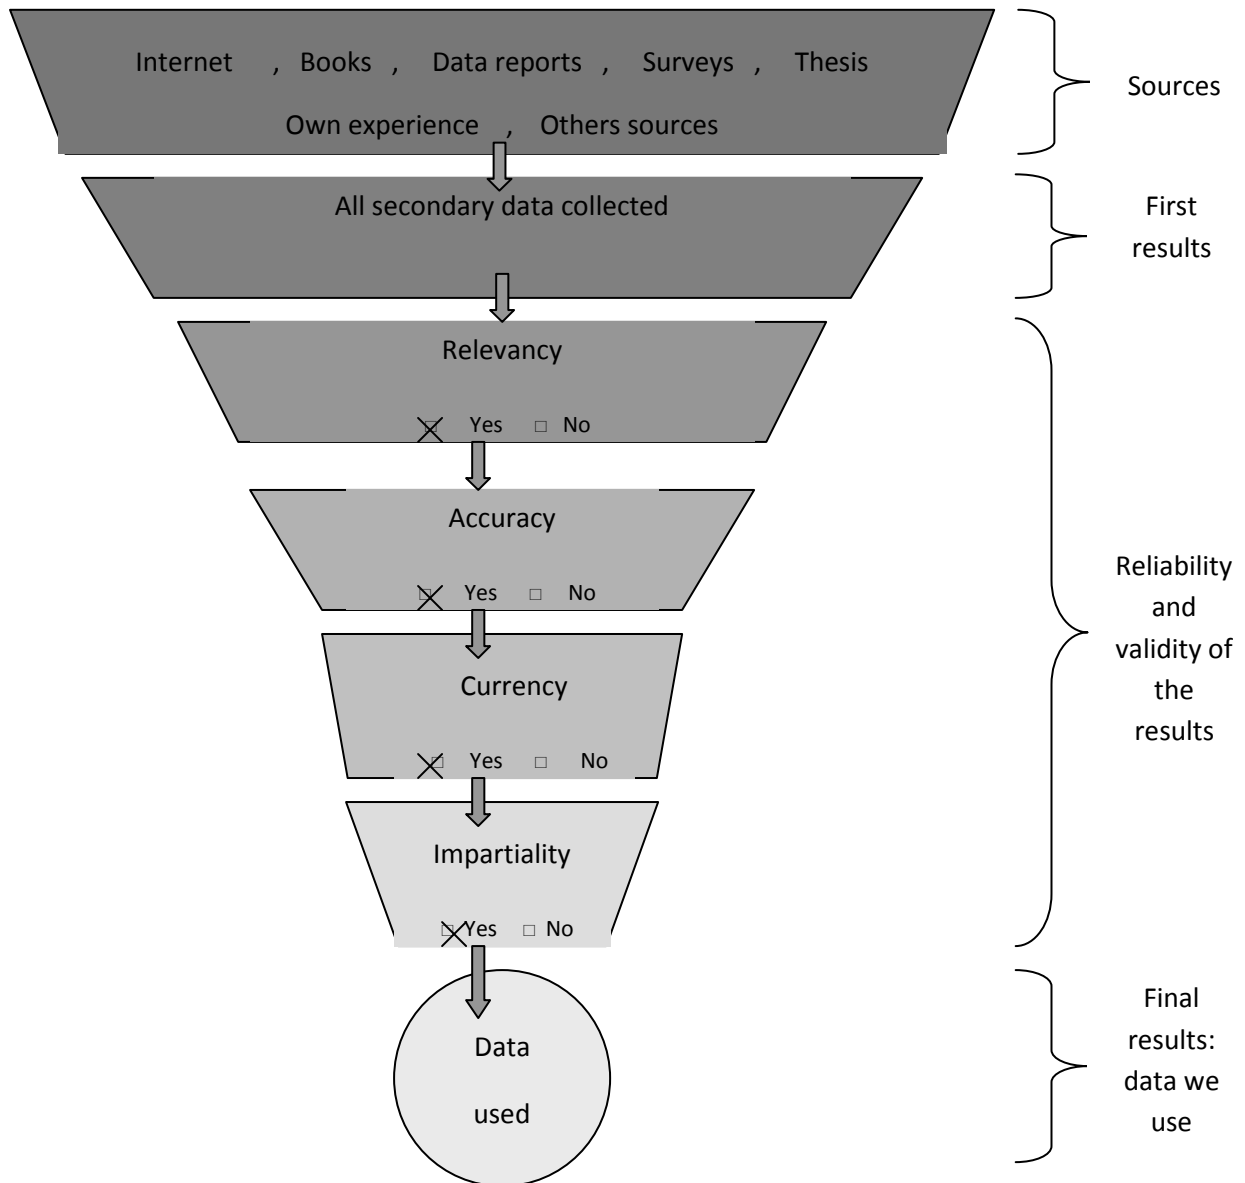 Internet , Books , Data reports , Surveys , Thesis
Own experience , Others sources
Sources
All secondary data collected
First
results
Relevancy
□ Yes □ No
Accuracy
□ Yes □ No
Currency
□ Yes □ No
Impartiality
□ Yes □ No
Reliability
and
validity of
the
results
Data
used
Final
results:
data we
use